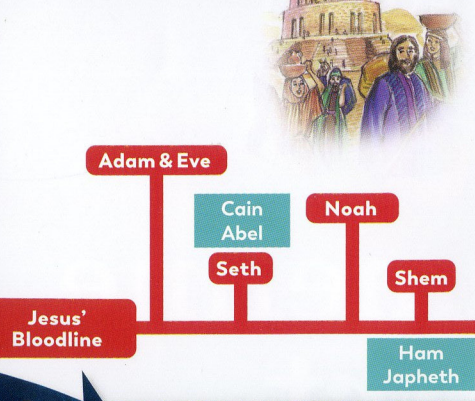 Adam & Eve
Cain
Abel
Noah
Seth
Shem
Jesus'
Bloodline
Ham
Japheth